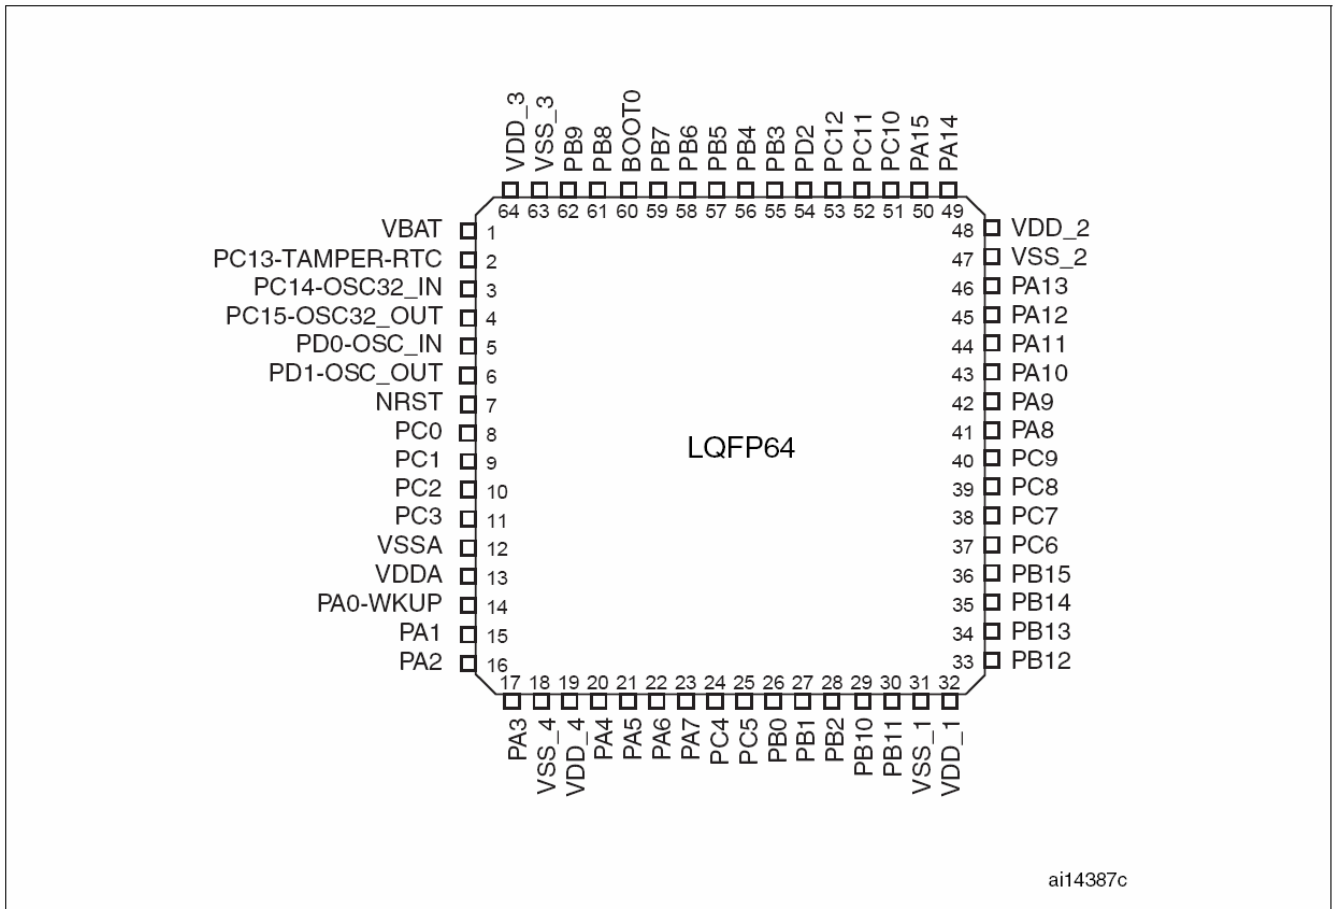 VDD_3 VSS_3 PB9 PB8 BOOT0 PB7 PB6 PB5 PB4 PB3 PD2 PC12 PC11 PC10 PA15 PA14
64 63 62 61 60 59 58 57 56 55 54 53 52 51 50 49
VBAT 1 48 VDD_2
PC13-TAMPER-RTC 2 47 VSS_2
PC14-OSC32_IN 3 46 PA13
PC15-OSC32_OUT 4 45 PA12
PD0-OSC_IN 5 44 PA11
PD1-OSC_OUT 6 43 PA10
NRST 7 42 PA9
PC0 8 41 PA8
LQFP64
PC1 9 40 PC9
PC2 10 39 PC8
PC3 11 38 PC7
VSSA 12 37 PC6
VDDA 13 36 PB15
PA0-WKUP 14 35 PB14
PA1 15 34 PB13
PA2 16 33 PB12
17 18 19 20 21 22 23 24 25 26 27 28 29 30 31 32
PA3 VSS_4 VDD_4 PA4 PA5 PA6 PA7 PC4 PC5 PB0 PB1 PB2 PB10 PB11 VSS_1 VDD_1
ai14387c